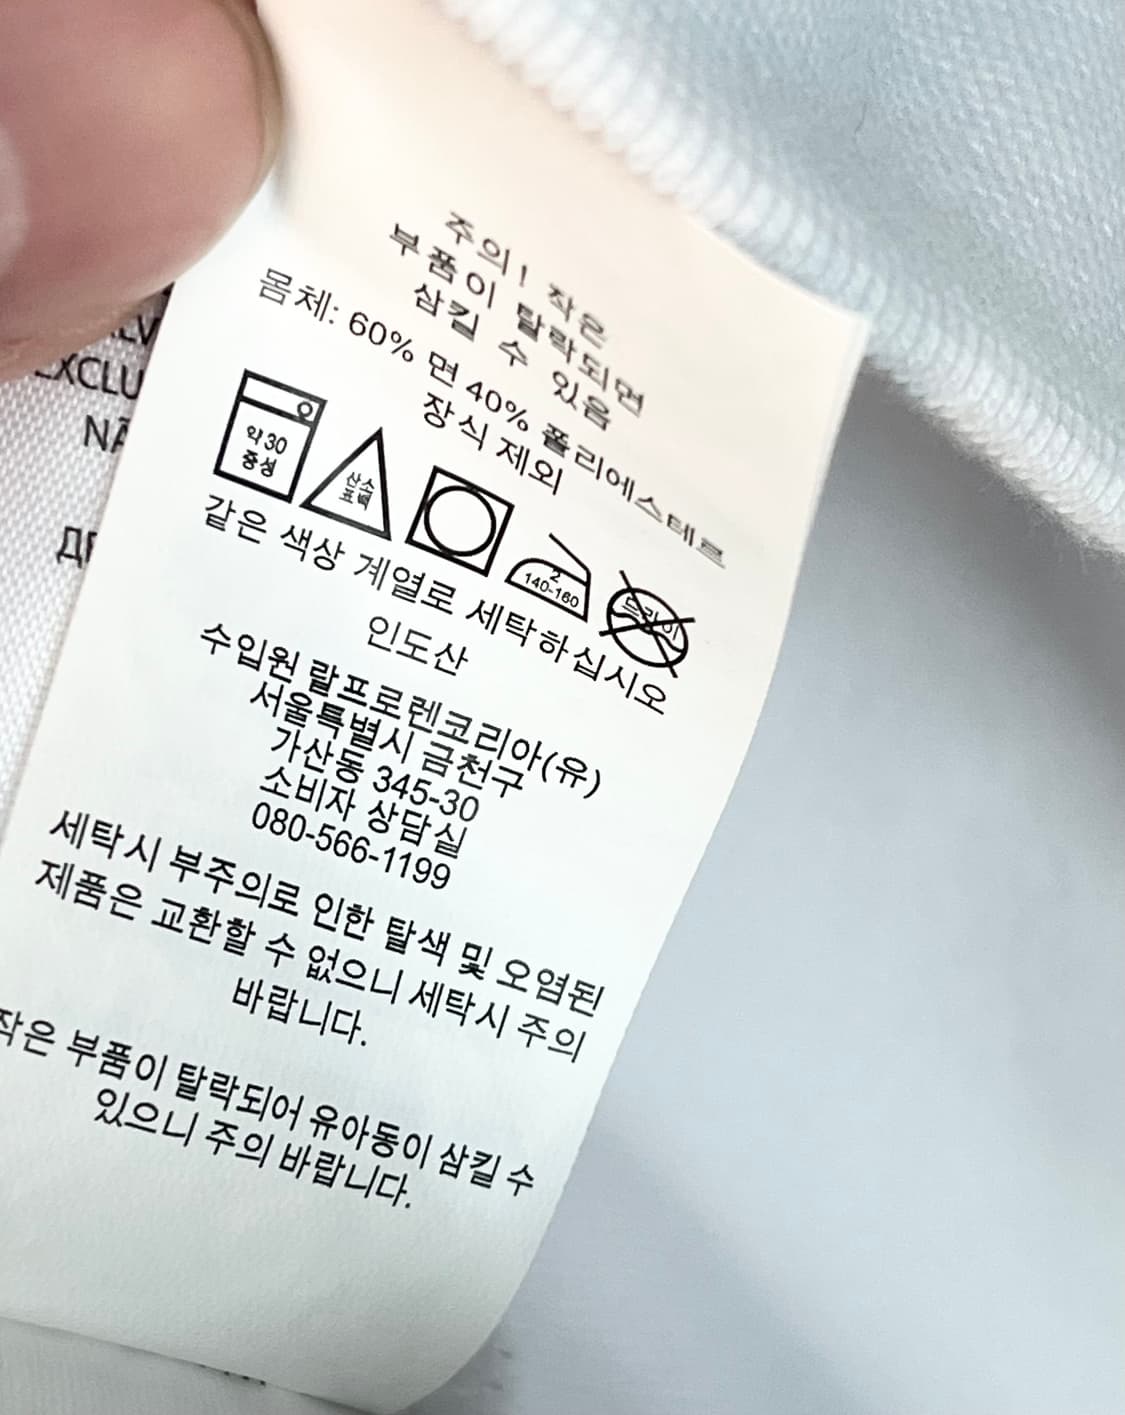 주의! 작은
부품이 탈락되면
삼킬 수 있음
몸체: 60% 면 40% 폴리에스테르
장식 제외
약 30
중성
산소
표백
2
140-160
드라이
같은 색상 계열로 세탁하십시오
인도산
수입원 랄프로렌코리아(유)
서울특별시 금천구
가산동 345-30
소비자 상담실
080-566-1199
세탁시 부주의로 인한 탈색 및 오염된
제품은 교환할 수 없으니 세탁시 주의
바랍니다.
작은 부품이 탈락되어 유아동이 삼킬 수
있으니 주의 바랍니다.